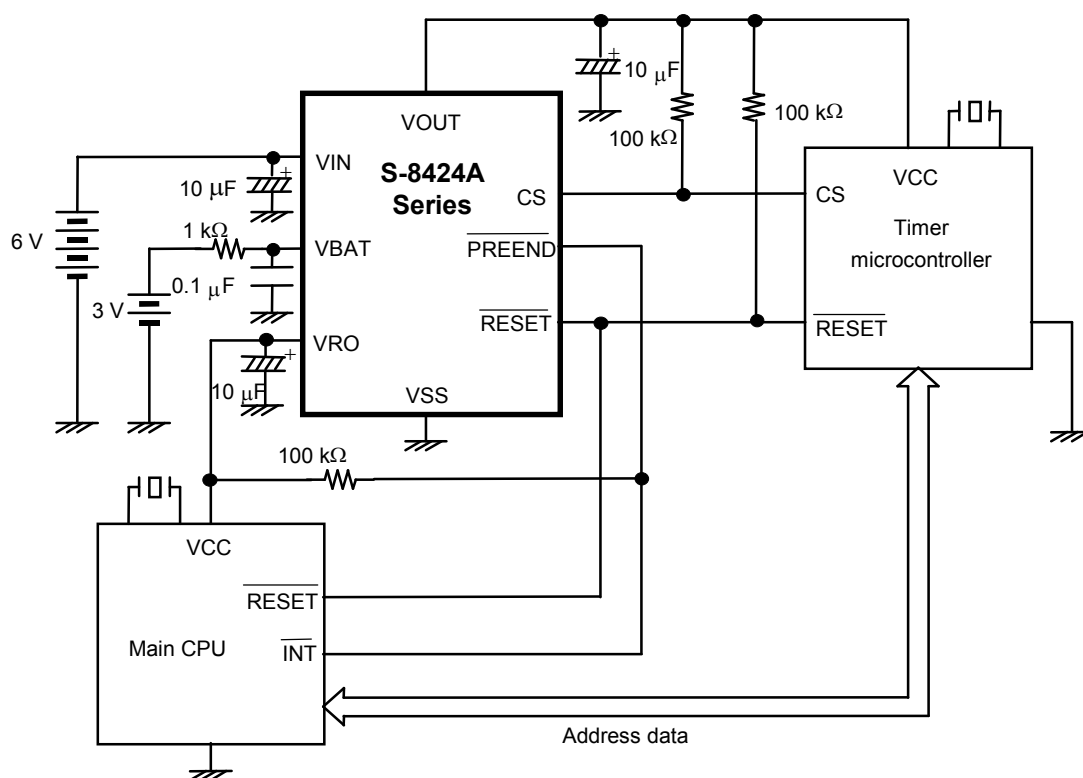 10 μF
100 kΩ
100 kΩ
VOUT
VIN
S-8424A
Series
10 μF
CS
CS
VCC
Timer
microcontroller
6 V
1 kΩ
VBAT
PREEND
0.1 μF
3 V
VRO
RESET
RESET
10 μF
VSS
100 kΩ
VCC
RESET
Main CPU
INT
Address data